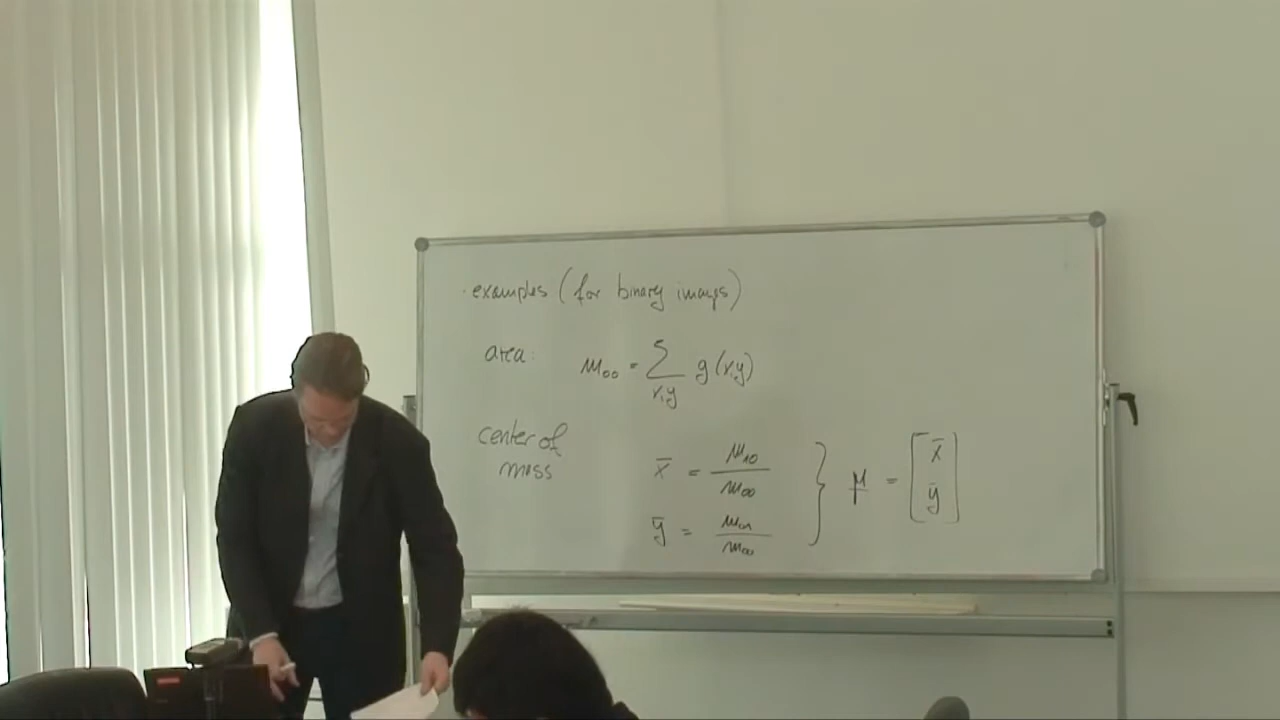 · examples (for binary images)
area: m₀₀ = ∑ g(x,y)
x,y
center of
mass
x̄ = m₁₀ / m₀₀
ȳ = m₀₁ / m₀₀
} μ = [ x̄ ȳ ]